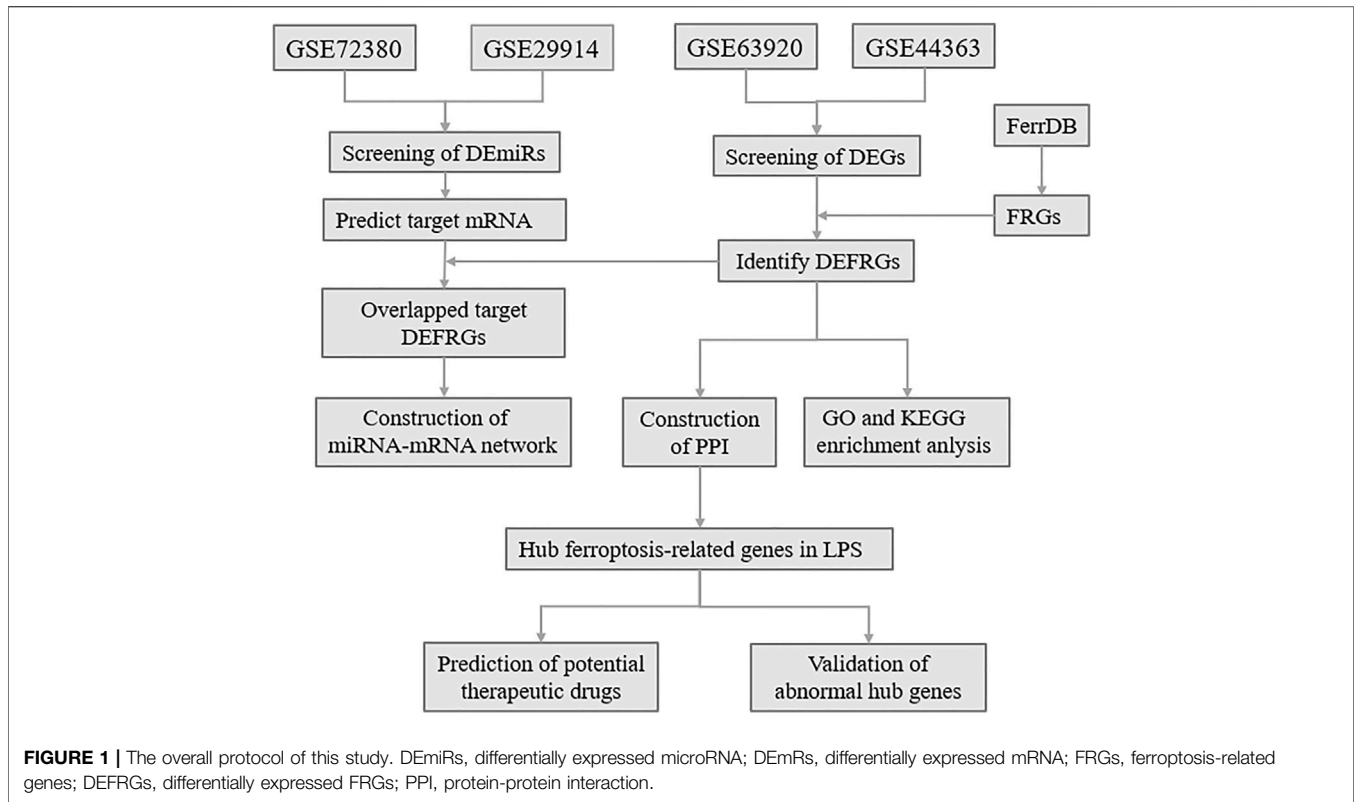 GSE72380
GSE29914
GSE63920
GSE44363
FerrDB
Screening of DEmiRs
Screening of DEGs
Predict target mRNA
FRGs
Identify DEFRGs
Overlapped target
DEFRGs
Construction of
miRNA-mRNA network
Construction
of PPI
GO and KEGG
enrichment anlysis
Hub ferroptosis-related genes in LPS
Prediction of potential
therapeutic drugs
Validation of
abnormal hub genes
FIGURE 1 | The overall protocol of this study. DEmiRs, differentially expressed microRNA; DEmRs, differentially expressed mRNA; FRGs, ferroptosis-related
genes; DEFRGs, differentially expressed FRGs; PPI, protein-protein interaction.